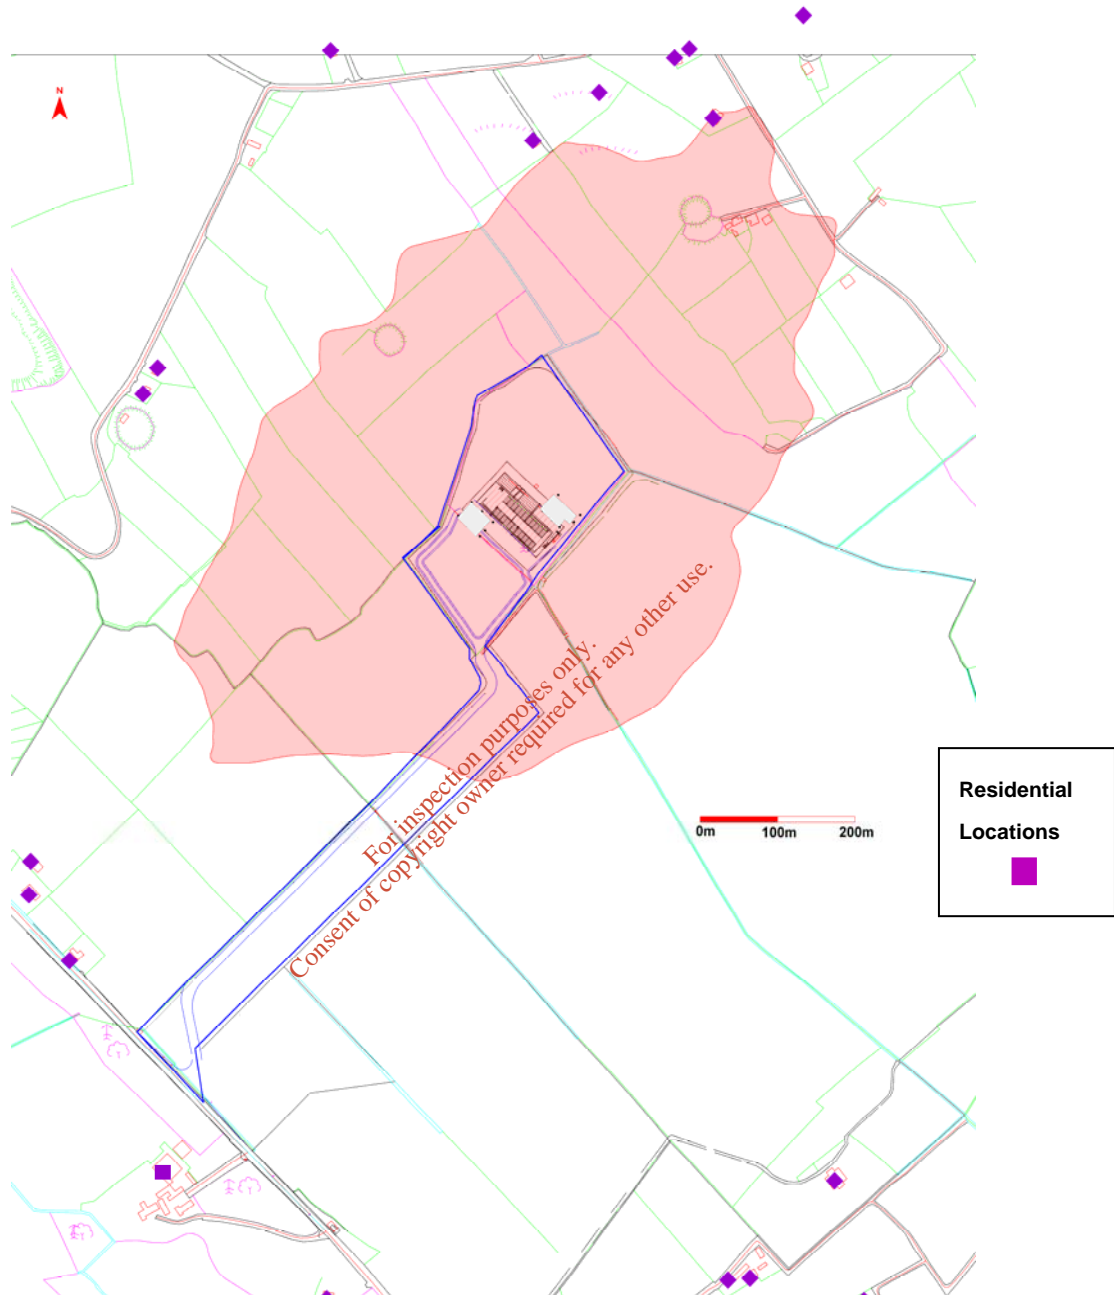 N
For inspection purposes only.
Consent of copyright owner required for any other use.
0m 100m 200m
Residential
Locations